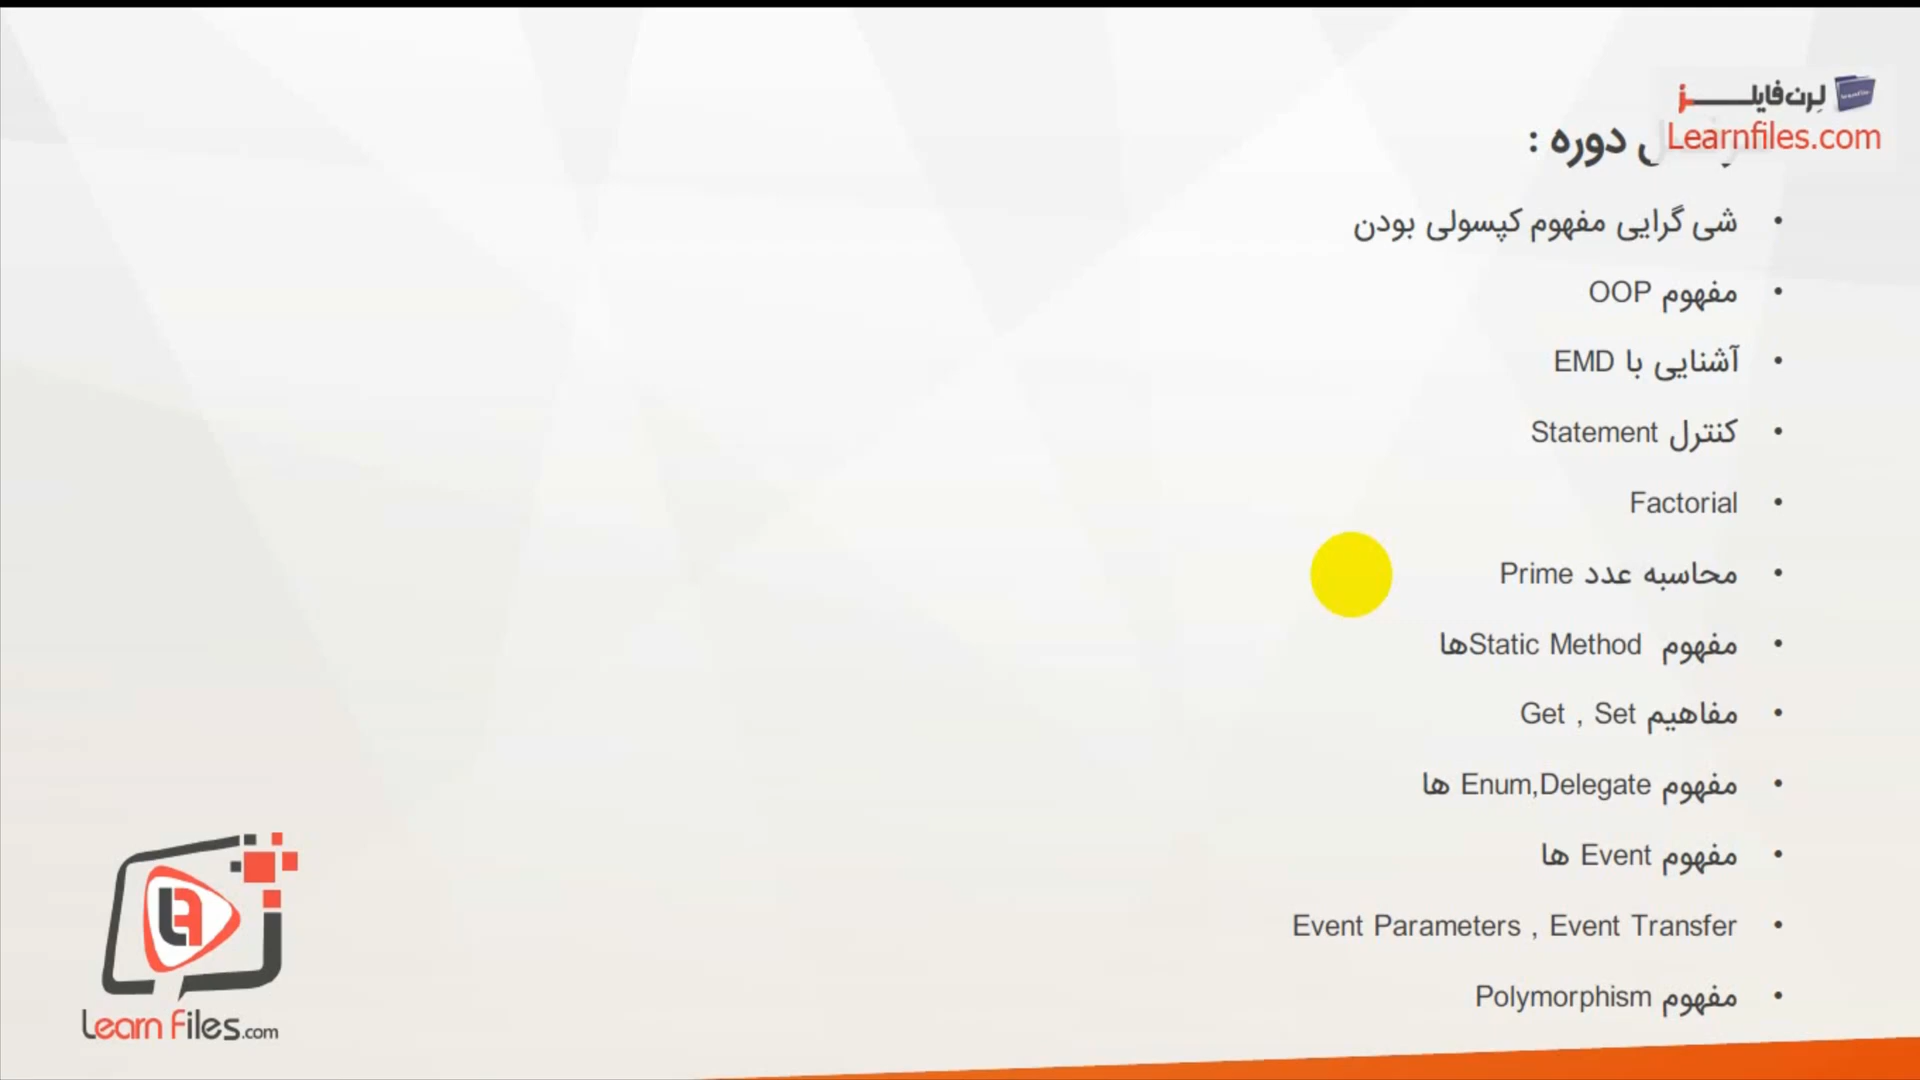 لرن فایلز
Learnfiles.com
دوره :
• شی گرایی مفهوم کپسولی بودن
• مفهوم OOP
• آشنایی با EMD
• کنترل Statement
• Factorial
• محاسبه عدد Prime
• مفهوم Static Methodها
• مفاهیم Get , Set
• مفهوم Enum,Delegate ها
• مفهوم Event ها
• Event Parameters , Event Transfer
• مفهوم Polymorphism
Learn Files.com